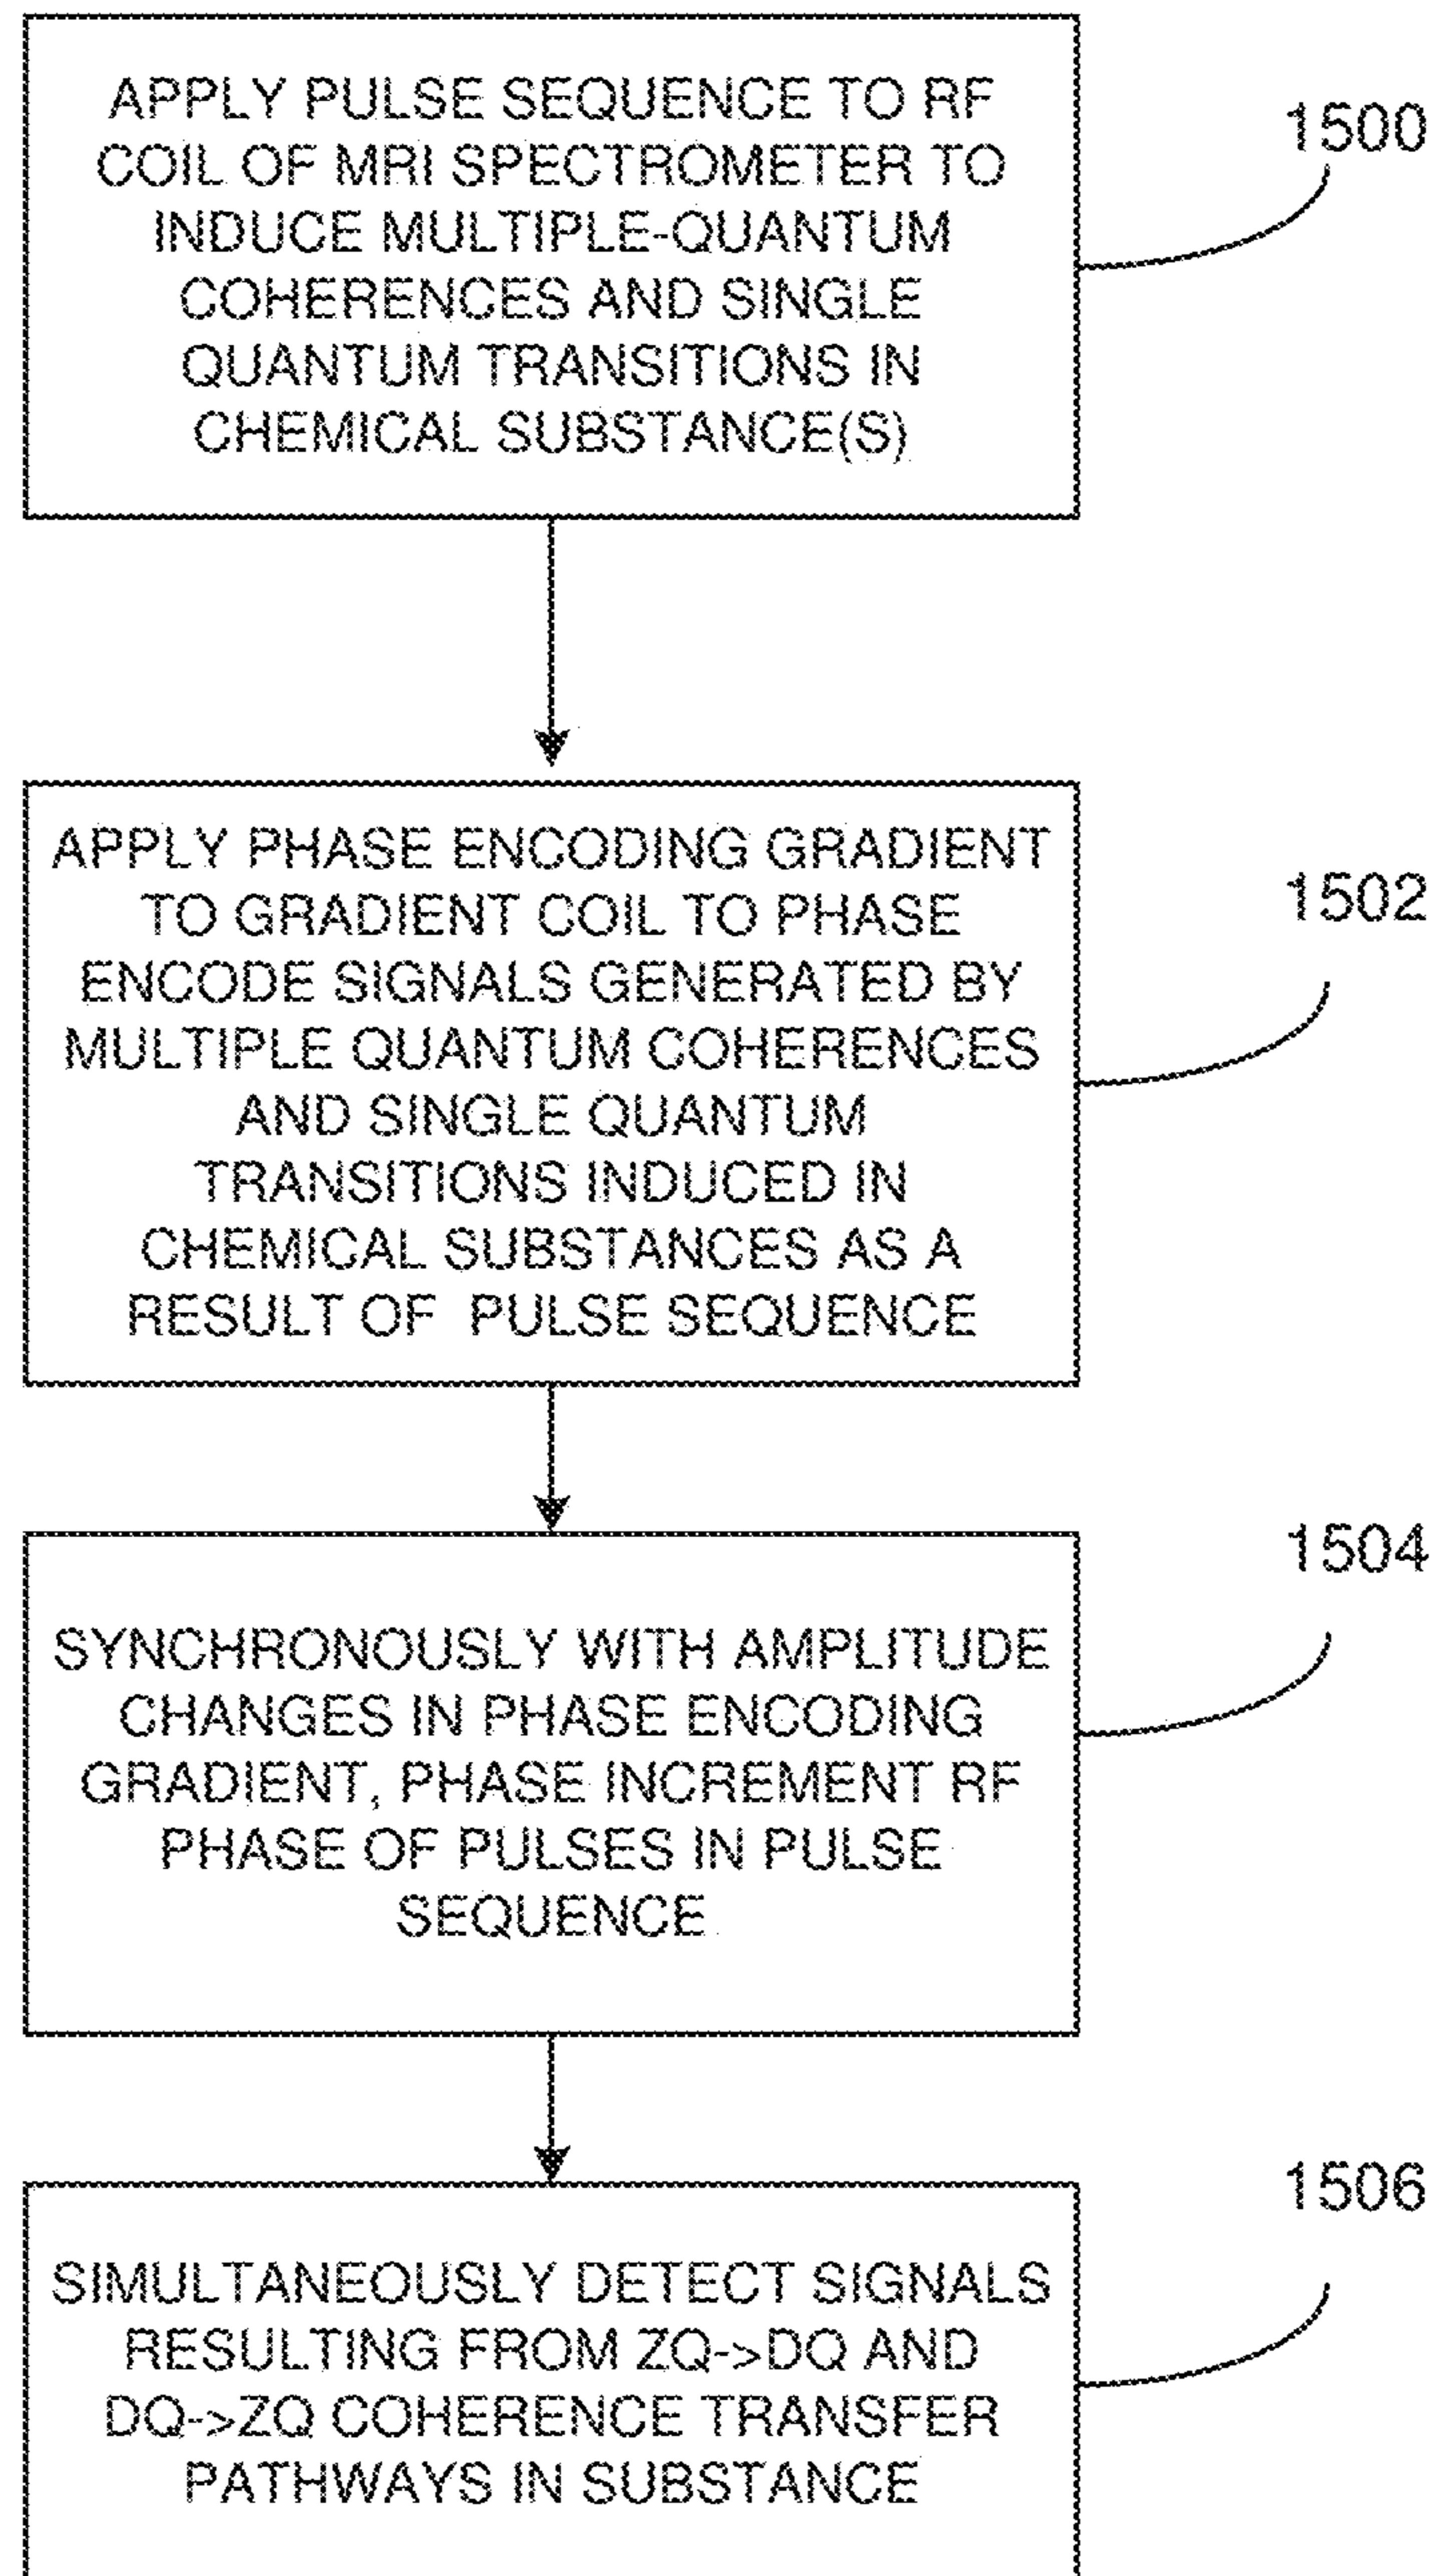 APPLY PULSE SEQUENCE TO RF
COIL OF MRI SPECTROMETER TO
INDUCE MULTIPLE-QUANTUM
COHERENCES AND SINGLE
QUANTUM TRANSITIONS IN
CHEMICAL SUBSTANCE(S)
1500
APPLY PHASE ENCODING GRADIENT
TO GRADIENT COIL TO PHASE
ENCODE SIGNALS GENERATED BY
MULTIPLE QUANTUM COHERENCES
AND SINGLE QUANTUM
TRANSITIONS INDUCED IN
CHEMICAL SUBSTANCES AS A
RESULT OF PULSE SEQUENCE
1502
SYNCHRONOUSLY WITH AMPLITUDE
CHANGES IN PHASE ENCODING
GRADIENT, PHASE INCREMENT RF
PHASE OF PULSES IN PULSE
SEQUENCE
1504
SIMULTANEOUSLY DETECT SIGNALS
RESULTING FROM ZQ->DQ AND
DQ->ZQ COHERENCE TRANSFER
PATHWAYS IN SUBSTANCE
1506